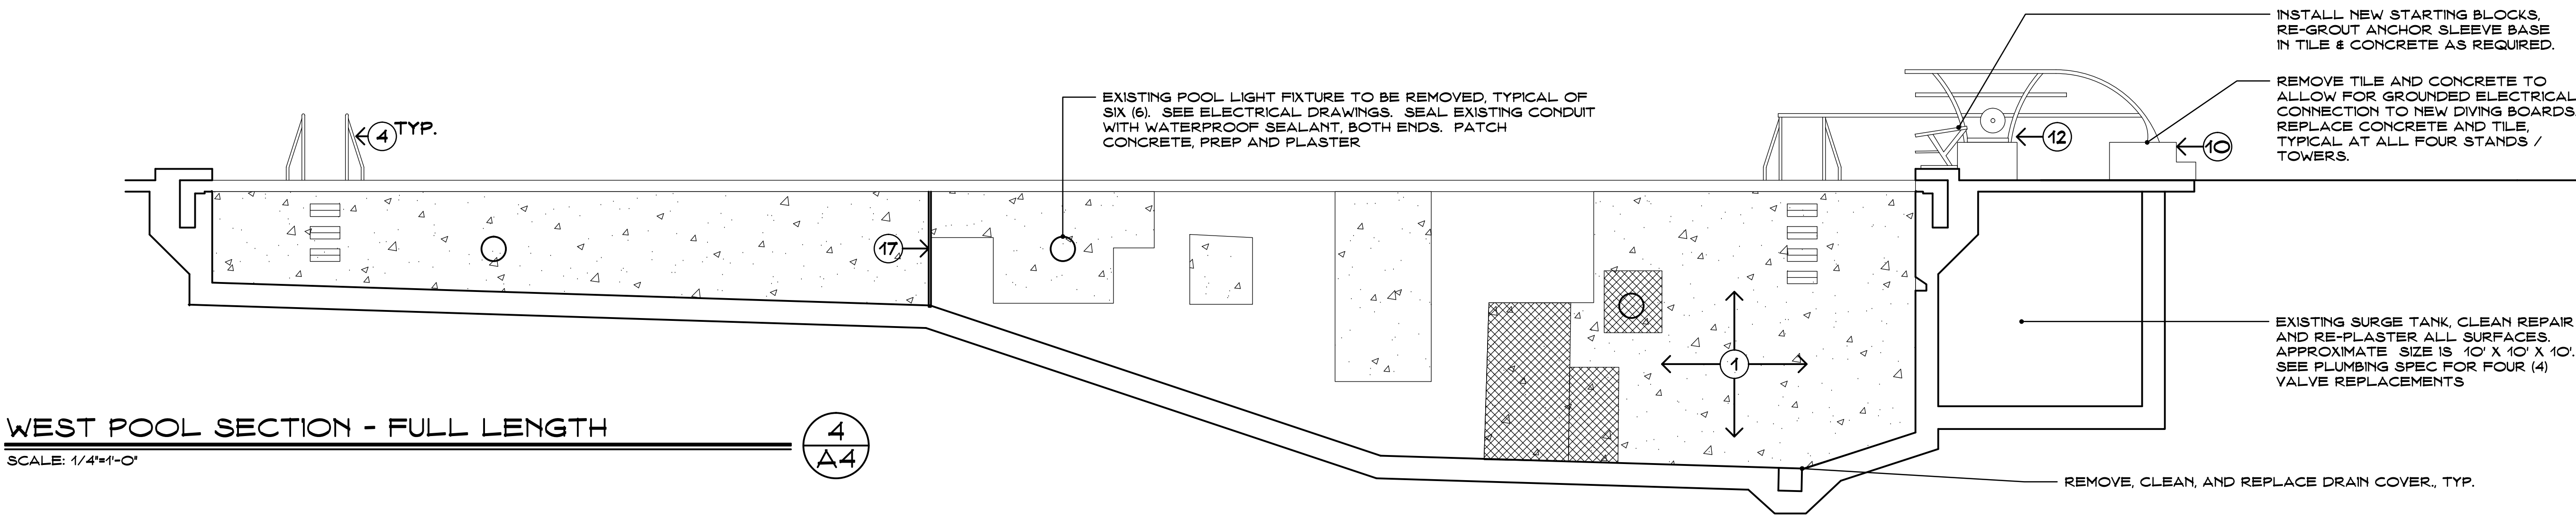 INSTALL NEW STARTING BLOCKS,
RE-GROUT ANCHOR SLEEVE BASE
IN TILE & CONCRETE AS REQUIRED.
REMOVE TILE AND CONCRETE TO
ALLOW FOR GROUNDED ELECTRICAL
CONNECTION TO NEW DIVING BOARDS.
REPLACE CONCRETE AND TILE,
TYPICAL AT ALL FOUR STANDS /
TOWERS.
EXISTING POOL LIGHT FIXTURE TO BE REMOVED, TYPICAL OF
SIX (6). SEE ELECTRICAL DRAWINGS. SEAL EXISTING CONDUIT
WITH WATERPROOF SEALANT, BOTH ENDS. PATCH
CONCRETE, PREP AND PLASTER
4 TYP.
12
10
17
1
EXISTING SURGE TANK, CLEAN REPAIR
AND RE-PLASTER ALL SURFACES.
APPROXIMATE SIZE IS 10' X 10' X 10'.
SEE PLUMBING SPEC FOR FOUR (4)
VALVE REPLACEMENTS
WEST POOL SECTION - FULL LENGTH
SCALE: 1/4"=1'-0"
4
A4
REMOVE, CLEAN, AND REPLACE DRAIN COVER., TYP.